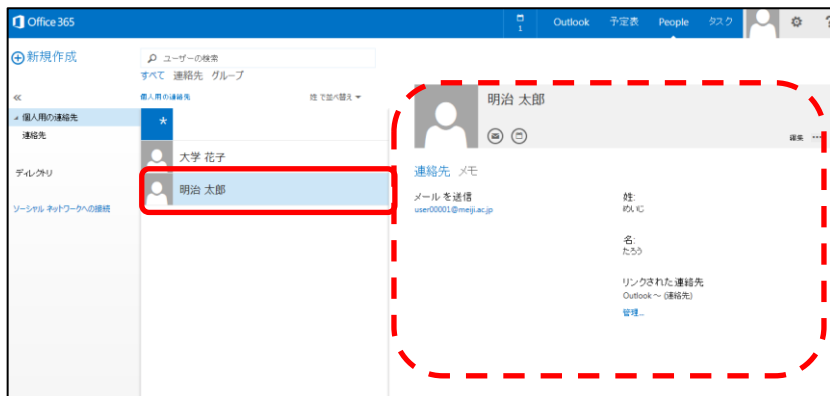 Office 365
1
Outlook 予定表 People タスク
?
新規作成
ユーザーの検索
すべて 連絡先 グループ
≪
個人用の連絡先 姓 で並べ替え
個人用の連絡先
連絡先
ディレクトリ
ソーシャル ネットワークへの接続
*
大学 花子
明治 太郎
明治 太郎
編集 •••
連絡先 メモ
メール を送信
user00001@meiji.ac.jp
姓:
めいじ
名:
たろう
リンクされた連絡先
Outlook～ (連絡先)
管理...